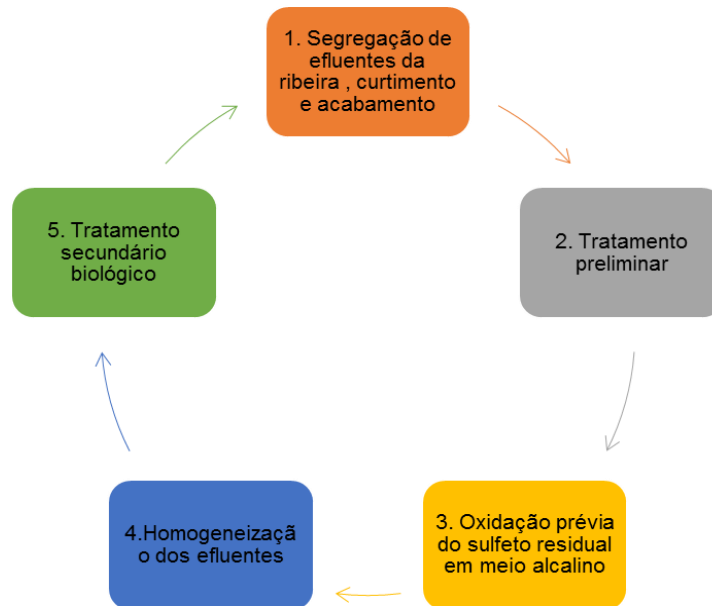 1. Segregação de
efluentes da
ribeira , curtimento
e acabamento
2. Tratamento
preliminar
3. Oxidação prévia
do sulfeto residual
em meio alcalino
4.Homogeneizaçã
o dos efluentes
5. Tratamento
secundário
biológico